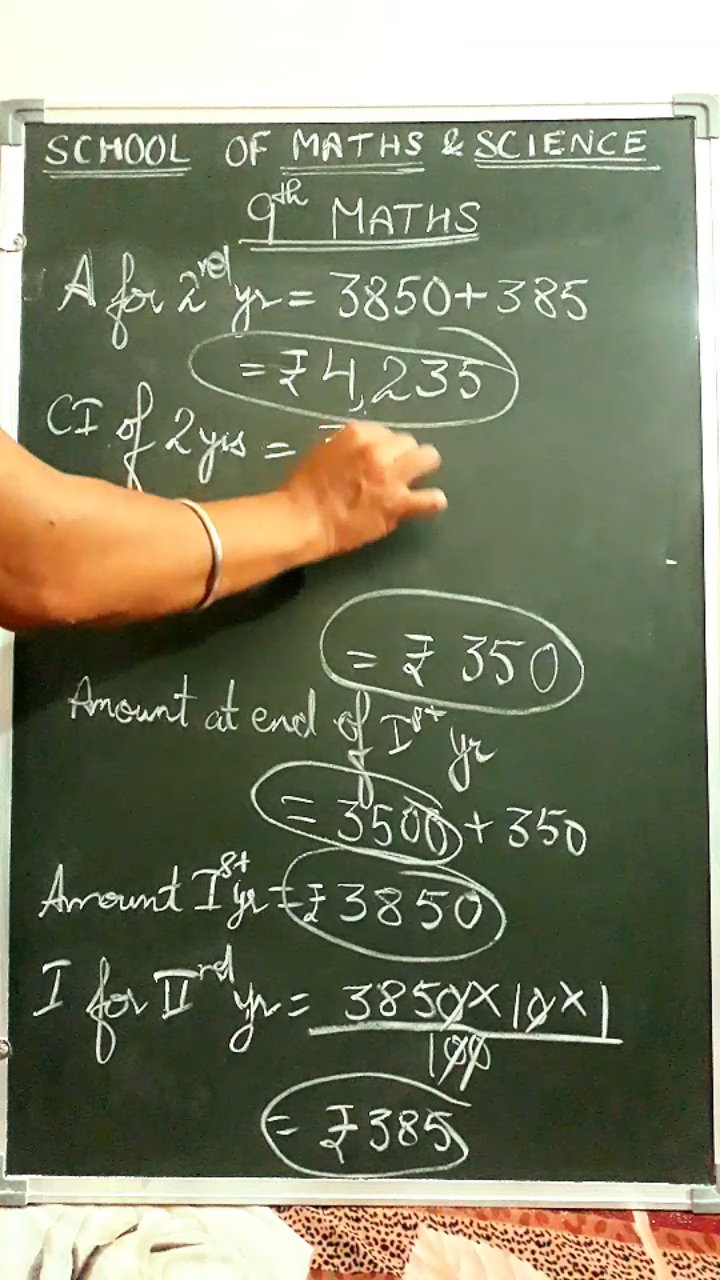 SCHOOL OF MATHS & SCIENCE
9th MATHS
A for 2nd yr = 3850+385
= ₹4,235
CI of 2yrs = ₹
= ₹ 350
Amount at end of Ist yr
= 3500 + 350
Amount Ist yr = ₹3850
I for IInd yr = 3850×10×1
100
= ₹385